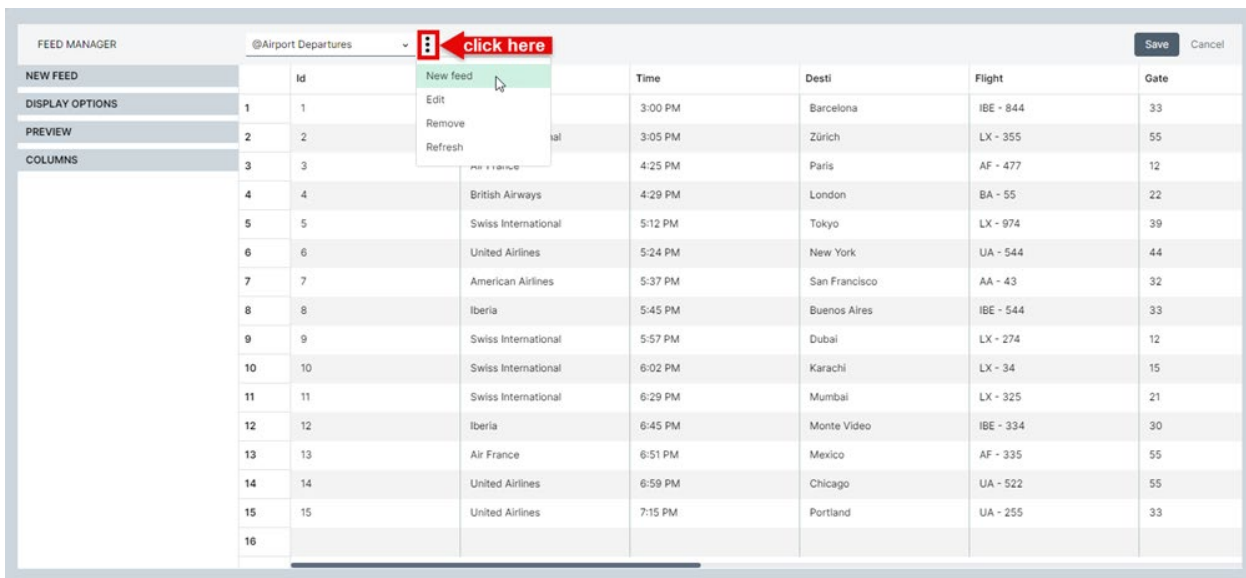 FEED MANAGER @Airport Departures click here Save Cancel
NEW FEED Id New feed Time Desti Flight Gate
DISPLAY OPTIONS Edit
1 1 3:00 PM Barcelona IBE - 844 33
PREVIEW Remove
2 2 3:05 PM Zürich LX - 355 55
COLUMNS Refresh
3 3 Air France 4:25 PM Paris AF - 477 12
4 4 British Airways 4:29 PM London BA - 55 22
5 5 Swiss International 5:12 PM Tokyo LX - 974 39
6 6 United Airlines 5:24 PM New York UA - 544 44
7 7 American Airlines 5:37 PM San Francisco AA - 43 32
8 8 Iberia 5:45 PM Buenos Aires IBE - 544 33
9 9 Swiss International 5:57 PM Dubai LX - 274 12
10 10 Swiss International 6:02 PM Karachi LX - 34 15
11 11 Swiss International 6:29 PM Mumbai LX - 325 21
12 12 Iberia 6:45 PM Monte Video IBE - 334 30
13 13 Air France 6:51 PM Mexico AF - 335 55
14 14 United Airlines 6:59 PM Chicago UA - 522 55
15 15 United Airlines 7:15 PM Portland UA - 255 33
16